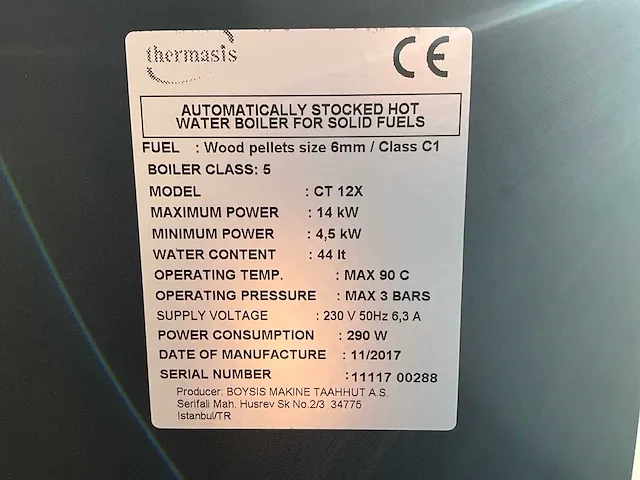 thermasis
CE
AUTOMATICALLY STOCKED HOT
WATER BOILER FOR SOLID FUELS
FUEL : Wood pellets size 6mm / Class C1
BOILER CLASS: 5
MODEL : CT 12X
MAXIMUM POWER : 14 kW
MINIMUM POWER : 4,5 kW
WATER CONTENT : 44 lt
OPERATING TEMP. : MAX 90 C
OPERATING PRESSURE : MAX 3 BARS
SUPPLY VOLTAGE : 230 V 50Hz 6,3 A
POWER CONSUMPTION : 290 W
DATE OF MANUFACTURE : 11/2017
SERIAL NUMBER : 11117 00288
Producer: BOYSIS MAKINE TAAHHUT A.S.
Serifali Mah. Husrev Sk No.2/3 34775
Istanbul/TR